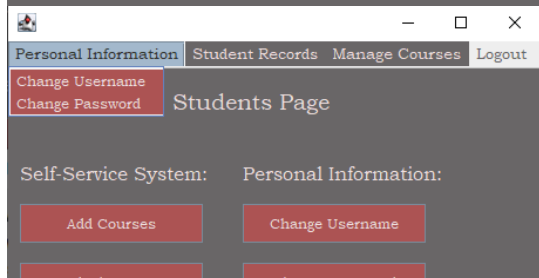 Personal Information Student Records Manage Courses Logout
Change Username
Change Password
Students Page
Self-Service System: Personal Information:
Add Courses Change Username